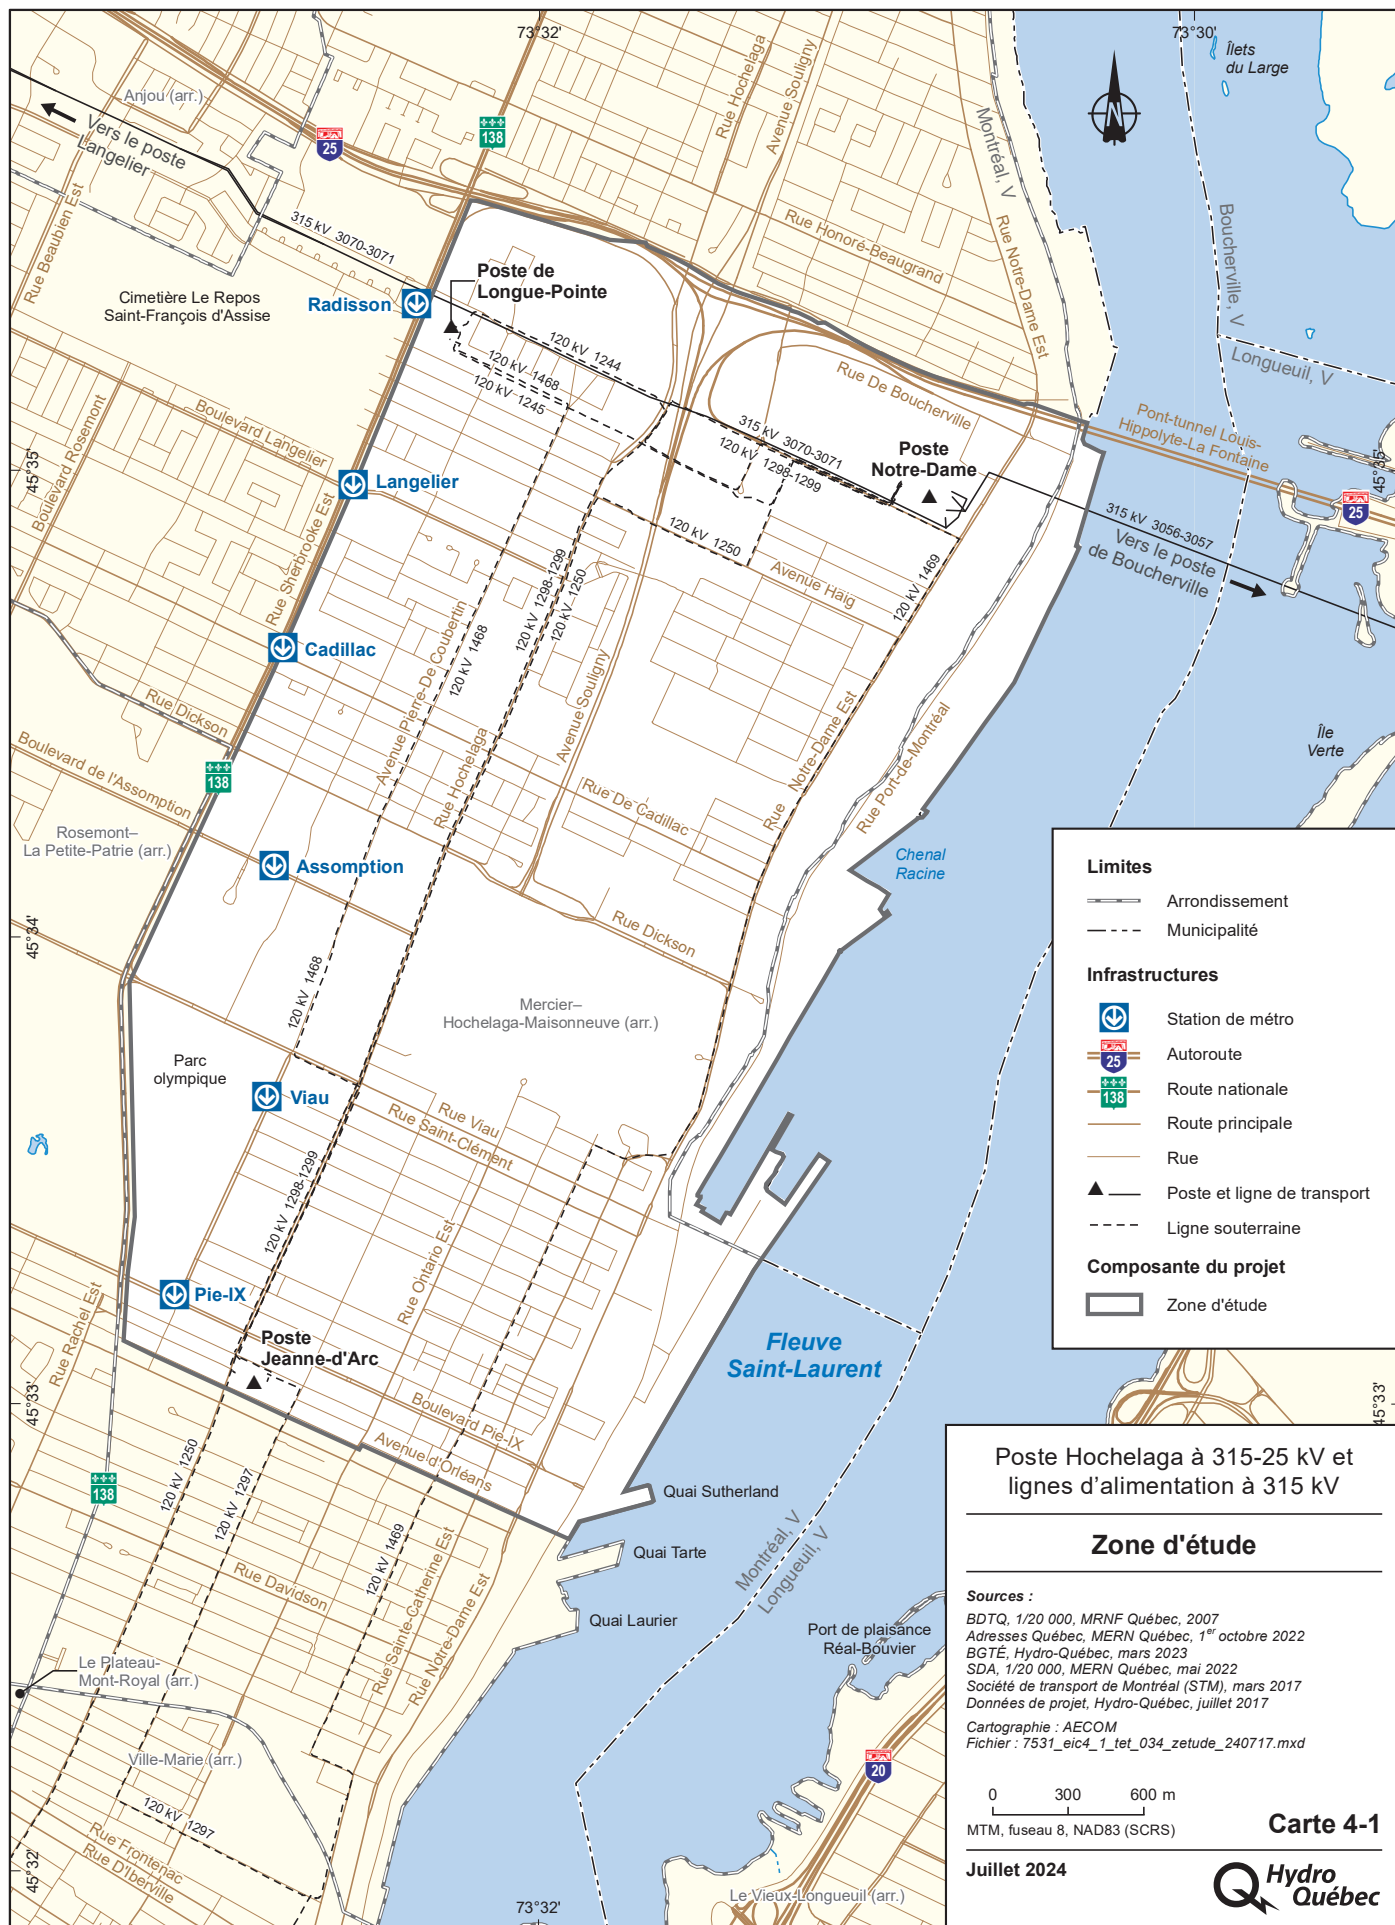 73°32'
73°30'
Îlets
du Large
Anjou (arr.)
Vers le poste
Langelier
25
138
Rue Hochelaga
Avenue Souligny
Montréal, V
Boucherville, V
Rue Beaubien Est
315 kV 3070-3071
Rue Honoré-Beaugrand
Rue Notre-Dame Est
Poste de
Longue-Pointe
Cimetière Le Repos
Saint-François d'Assise
Radisson
120 kV 1244
120 kV 1468
120 kV 1245
Rue De Boucherville
Longueuil, V
Boulevard Rosemont
Boulevard Langelier
Pont-tunnel Louis-
Hippolyte-La Fontaine
315 kV 3070-3071
120 kV 1298-1299
Poste
Notre-Dame
45°35'
45°35'
Langelier
25
120 kV 1250
315 kV 3056-3057
Vers le poste
de Boucherville
Rue Sherbrooke Est
120 kV 1298-1299
120 kV 1250
Avenue Haig
120 kV 1469
Avenue Pierre-De Coubertin
120 kV 1468
Cadillac
Avenue Souligny
Rue Dickson
Boulevard de l'Assomption
138
Rue Hochelaga
Rue De Cadillac
Rue Notre-Dame Est
Rue Port-de-Montréal
Île
Verte
Rosemont–
La Petite-Patrie (arr.)
Assomption
Chenal
Racine
Rue Dickson
45°34'
120 kV 1468
Mercier–
Hochelaga-Maisonneuve (arr.)
Parc
olympique
Viau
Rue Viau
Rue Saint-Clément
120 kV 1298-1299
Rue Ontario Est
Pie-IX
Rue Rachel Est
Poste
Jeanne-d'Arc
Fleuve
Saint-Laurent
45°33'
45°33'
Boulevard Pie-IX
Avenue d'Orléans
138
120 kV 1250
120 kV 1297
Quai Sutherland
120 kV 1469
Quai Tarte
Montréal, V
Longueuil, V
Rue Davidson
Rue Sainte-Catherine Est
Rue Notre-Dame Est
Quai Laurier
Port de plaisance
Réal-Bouvier
Le Plateau-
Mont-Royal (arr.)
Ville-Marie (arr.)
20
120 kV 1297
Rue Frontenac
Rue D'Iberville
45°32'
73°32'
Le Vieux-Longueuil (arr.)
N
Limites
Arrondissement
Municipalité
Infrastructures
Station de métro
25
Autoroute
138
Route nationale
Route principale
Rue
Poste et ligne de transport
Ligne souterraine
Composante du projet
Zone d'étude
Poste Hochelaga à 315-25 kV et
lignes d’alimentation à 315 kV
Zone d'étude
Sources :
BDTQ, 1/20 000, MRNF Québec, 2007
Adresses Québec, MERN Québec, 1er octobre 2022
BGTÉ, Hydro-Québec, mars 2023
SDA, 1/20 000, MERN Québec, mai 2022
Société de transport de Montréal (STM), mars 2017
Données de projet, Hydro-Québec, juillet 2017
Cartographie : AECOM
Fichier : 7531_eic4_1_tet_034_zetude_240717.mxd
0 300 600 m
MTM, fuseau 8, NAD83 (SCRS)
Carte 4-1
Juillet 2024
Hydro
Québec